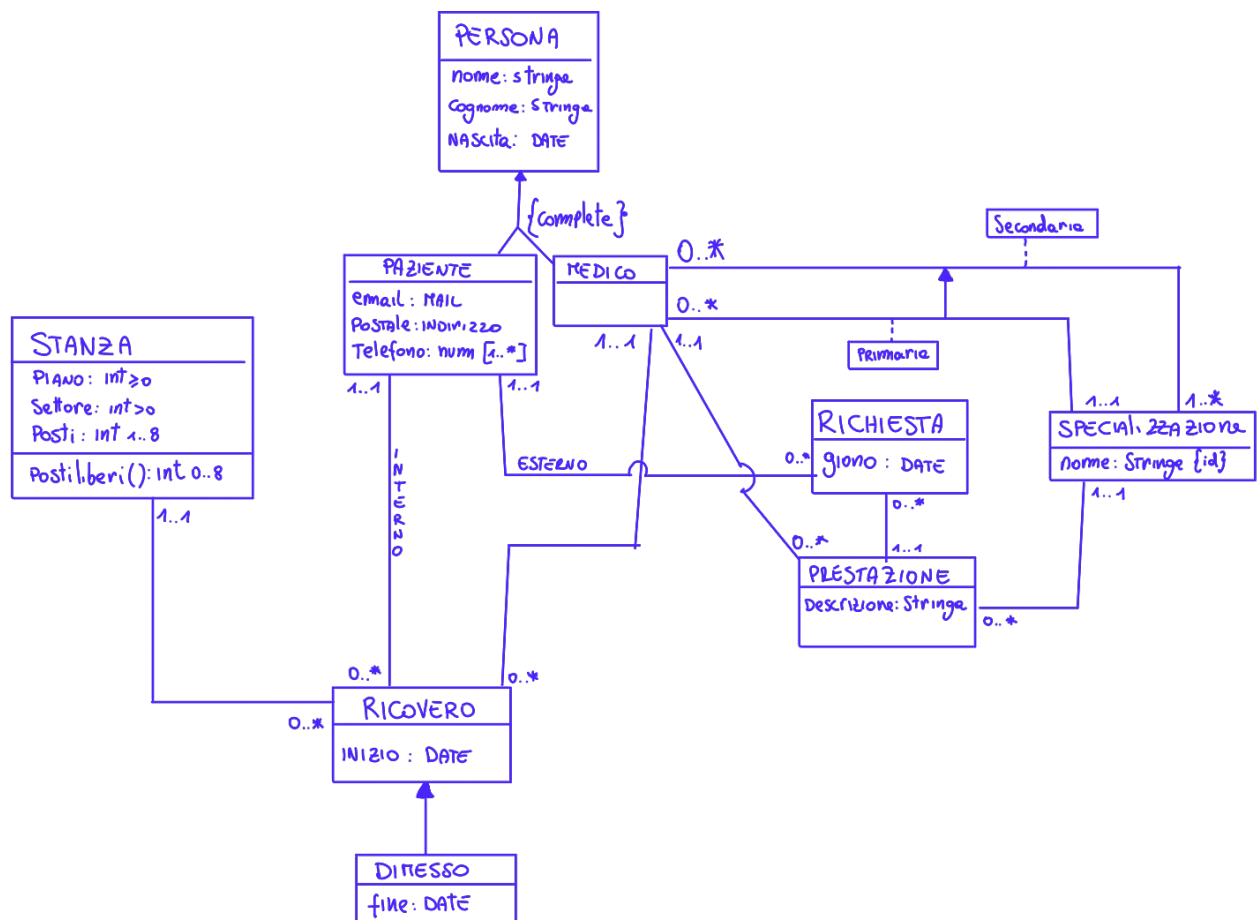 PERSONA
nome: stringa
Cognome: Stringa
NAscita: DATE
{complete}
Secondaria
PAZIENTE
email: MAIL
Postale: INDIRIZZO
Telefono: num [1..*]
MEDICO
0..*
0..*
Primaria
STANZA
PIANO: int ≥0
Settore: int >0
Posti: int 1..8
Postiliberi(): Int 0..8
1..1
1..1
1..1
1..1
1..1
1..1
1..*
RICHIESTA
giono: DATE
SPECIALIZZAZIONE
nome: Stringa {id}
INTERNO
ESTERNO
0..*
0..*
1..1
1..1
0..*
PRESTAZIONE
Descrizione: Stringa
0..*
0..*
0..*
0..*
RICOVERO
INIZIO: DATE
DIMESSO
fine: DATE